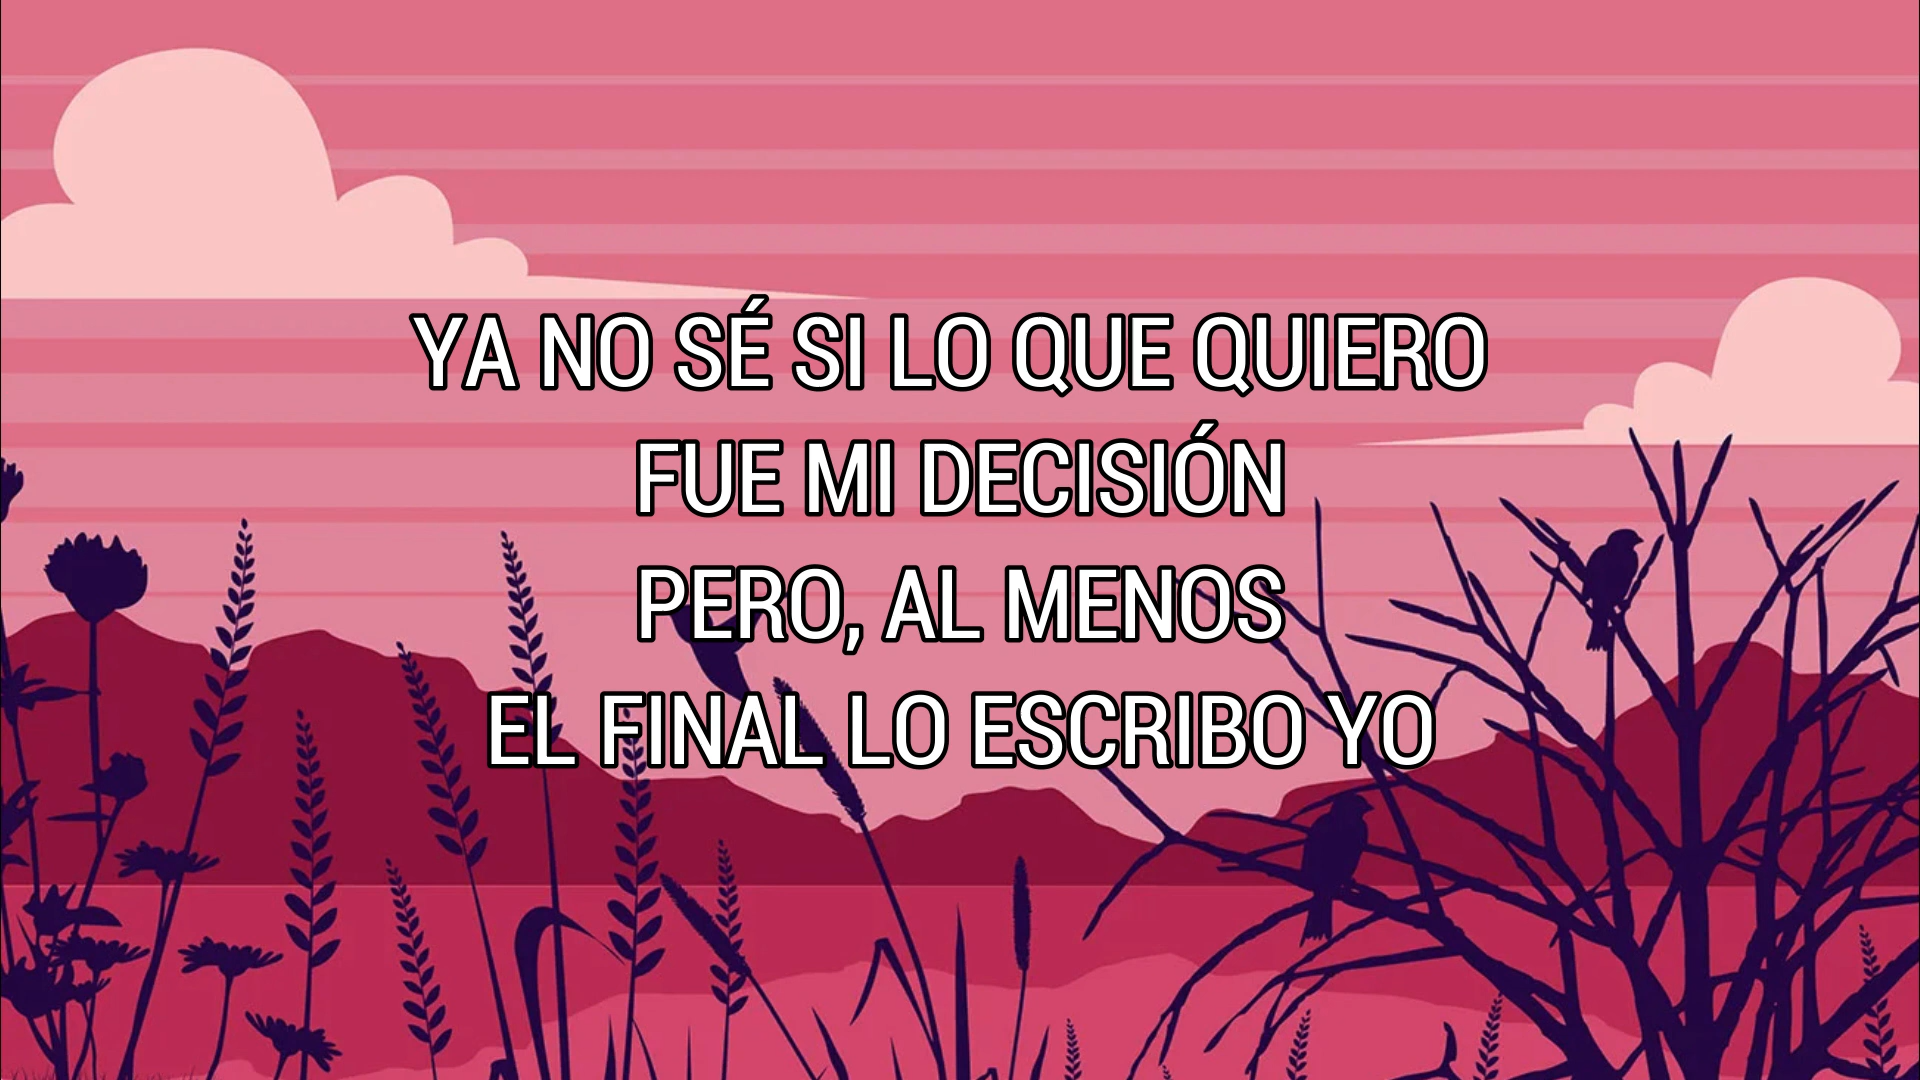 YA NO SÉ SI LO QUE QUIERO
FUE MI DECISIÓN
PERO, AL MENOS
EL FINAL LO ESCRIBO YO